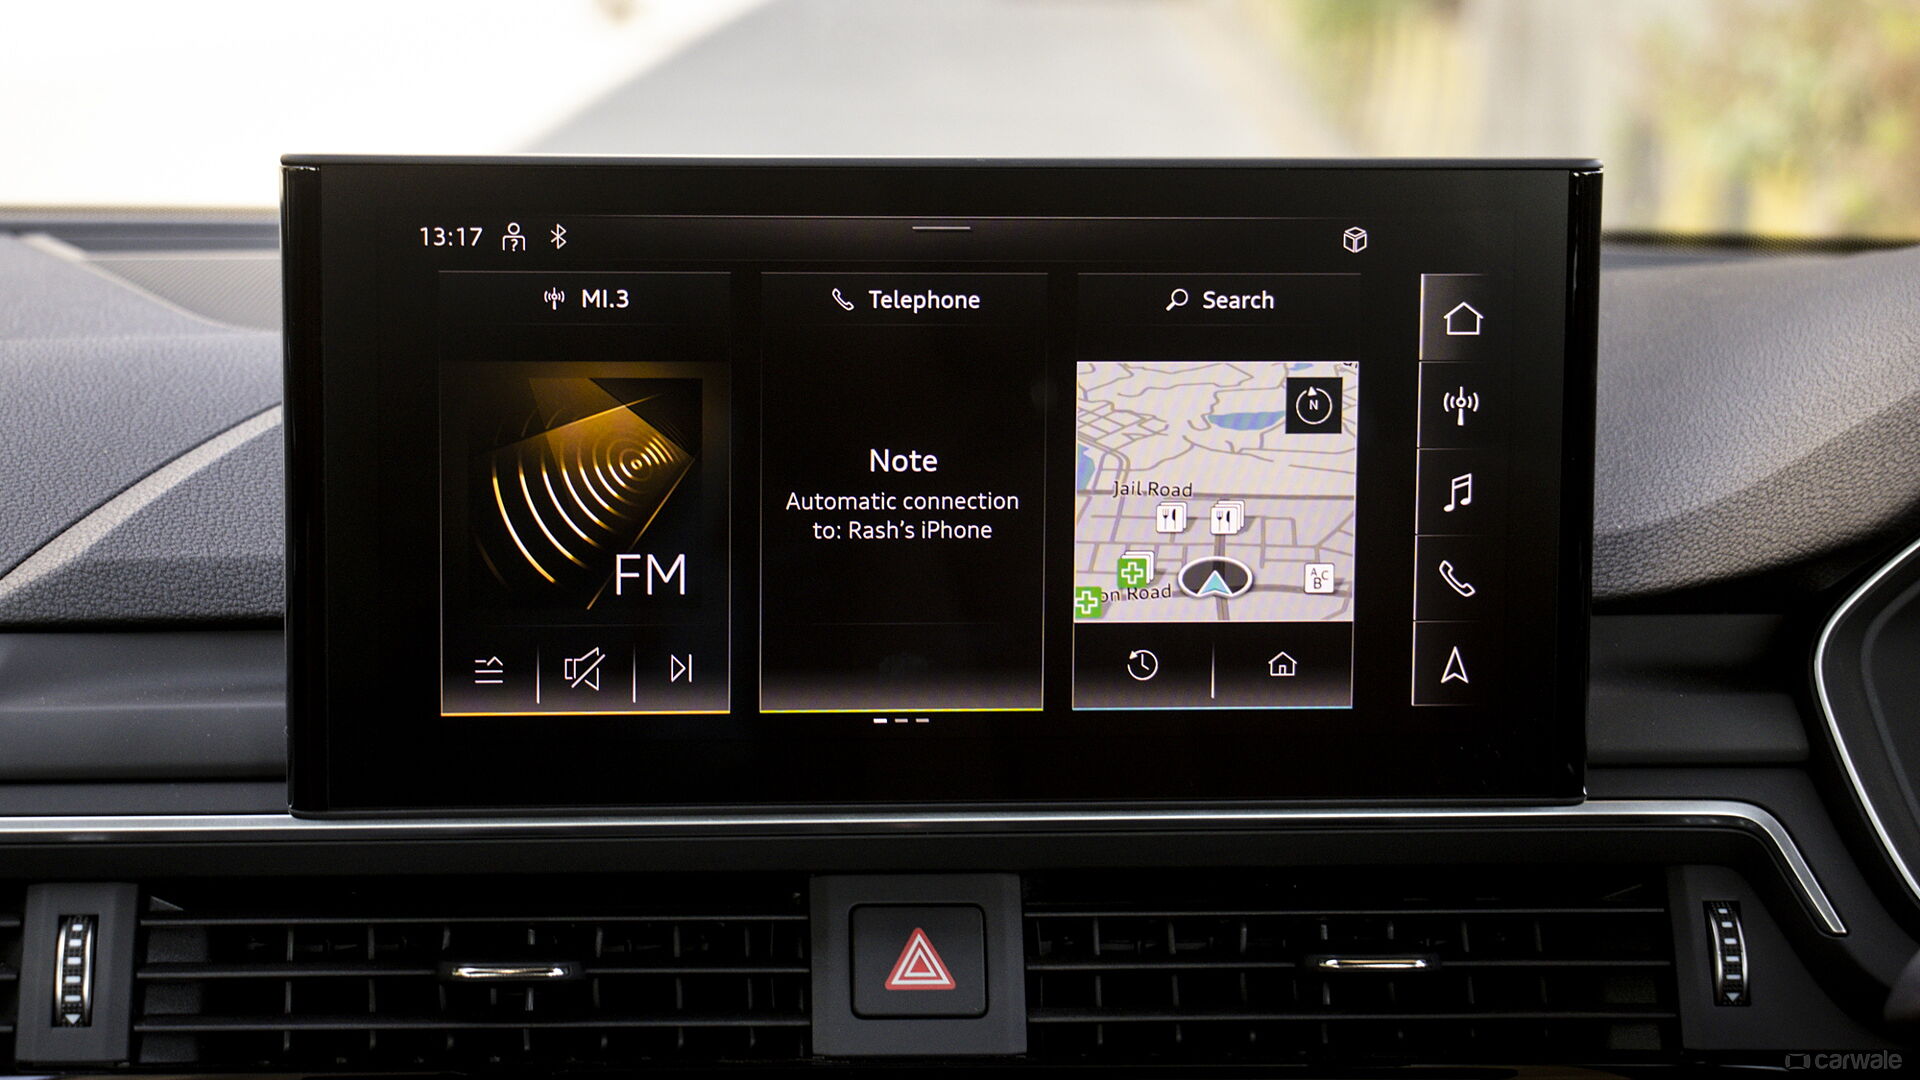 13:17
MI.3
Telephone
Search
FM
Note
Automatic connection
to: Rash's iPhone
N
Jail Road
on Road
A
B
C
carwale